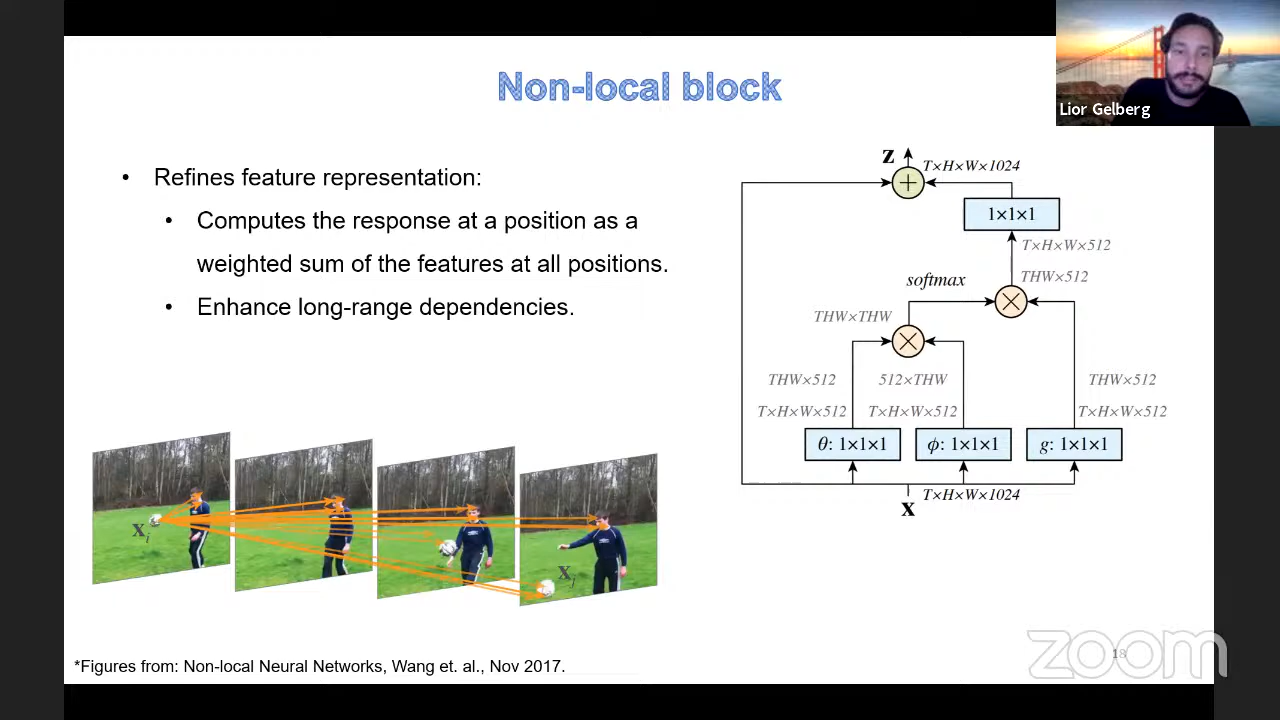 Non-local block
Lior Gelberg
• Refines feature representation:
• Computes the response at a position as a
weighted sum of the features at all positions.
• Enhance long-range dependencies.
z
T×H×W×1024
+
1×1×1
T×H×W×512
THW×512
softmax
×
THW×THW
×
THW×512
512×THW
THW×512
T×H×W×512
T×H×W×512
T×H×W×512
θ: 1×1×1
ϕ: 1×1×1
g: 1×1×1
T×H×W×1024
x
x_i
x_j
*Figures from: Non-local Neural Networks, Wang et. al., Nov 2017.
18
zoom